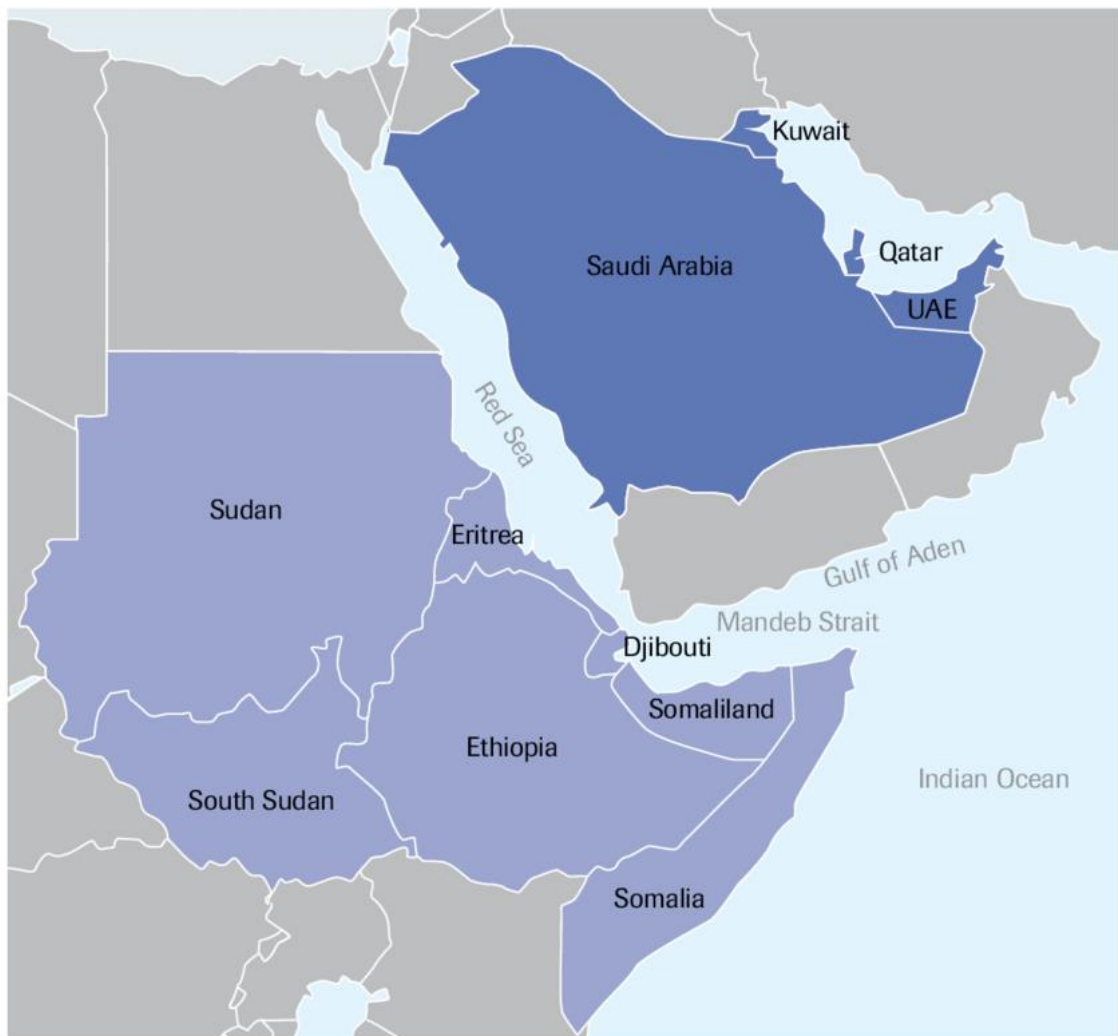 Kuwait
Saudi Arabia
Qatar
UAE
Red Sea
Sudan
Eritrea
Gulf of Aden
Mandeb Strait
Djibouti
Somaliland
Ethiopia
Indian Ocean
South Sudan
Somalia